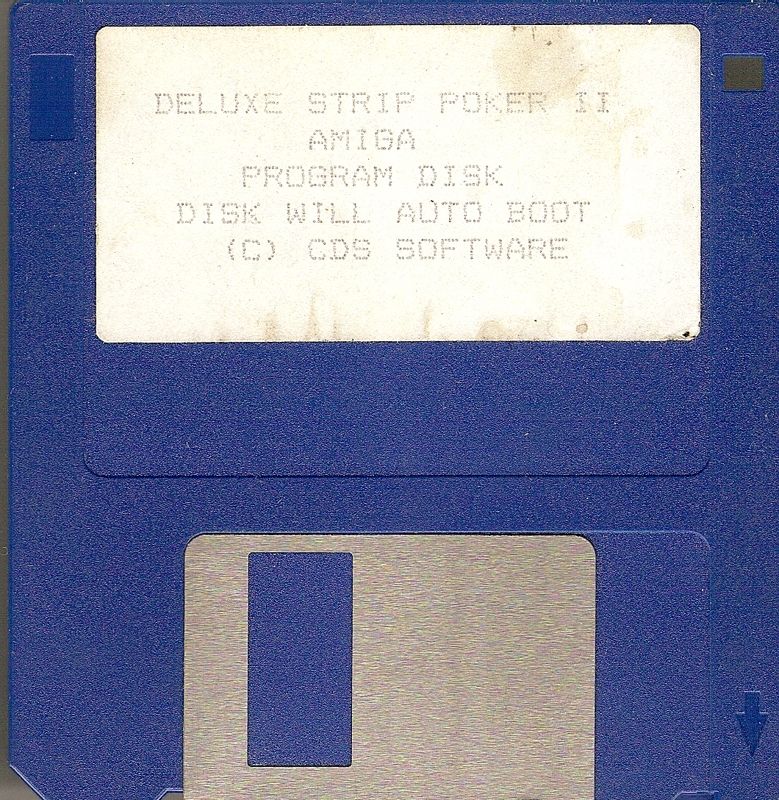 DELUXE STRIP POKER II
AMIGA
PROGRAM DISK
DISK WILL AUTO BOOT
(C) CDS SOFTWARE